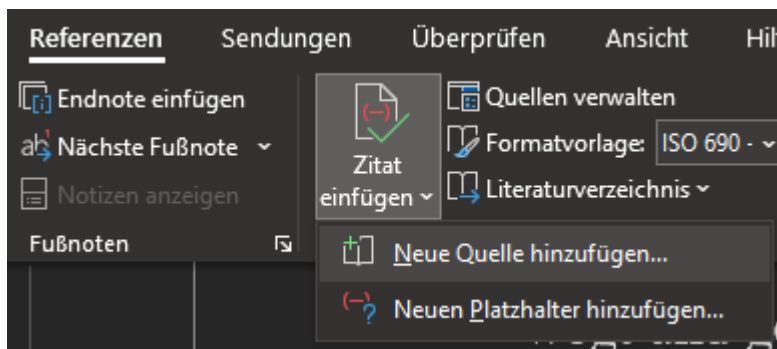 Referenzen Sendungen Überprüfen Ansicht
Endnote einfügen
Nächste Fußnote
Notizen anzeigen
Fußnoten
Zitat
einfügen
Quellen verwalten
Formatvorlage: ISO 690 -
Literaturverzeichnis
Neue Quelle hinzufügen...
Neuen Platzhalter hinzufügen...